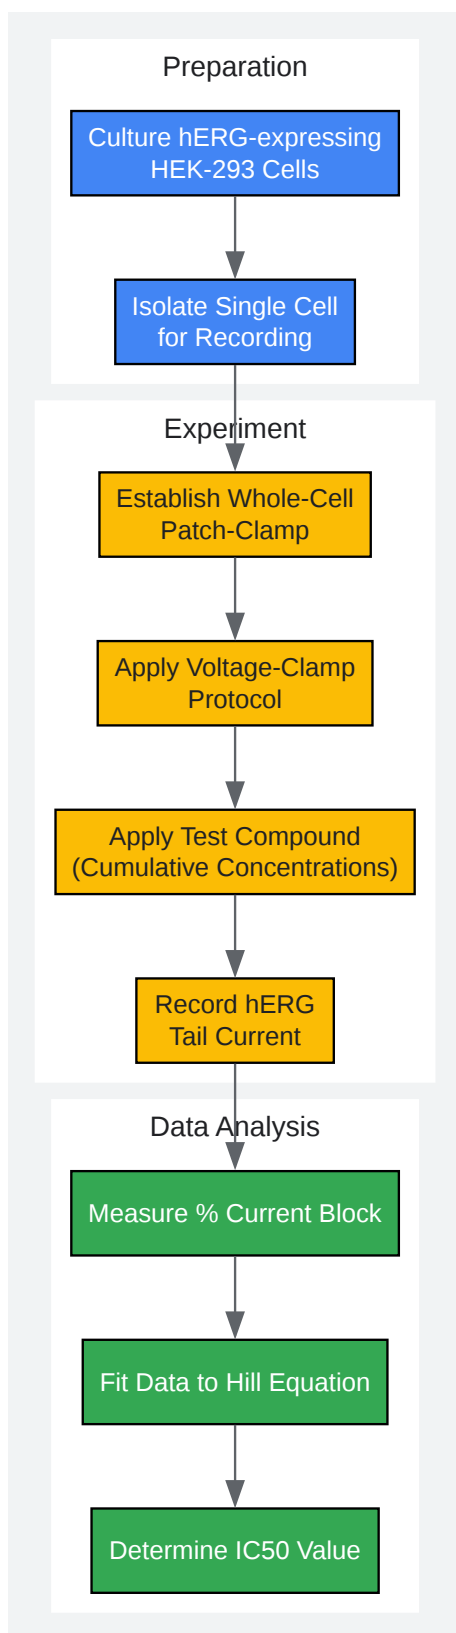 Preparation
Culture hERG-expressing
HEK-293 Cells
Isolate Single Cell
for Recording
Experiment
Establish Whole-Cell
Patch-Clamp
Apply Voltage-Clamp
Protocol
Apply Test Compound
(Cumulative Concentrations)
Record hERG
Tail Current
Data Analysis
Measure % Current Block
Fit Data to Hill Equation
Determine IC50 Value